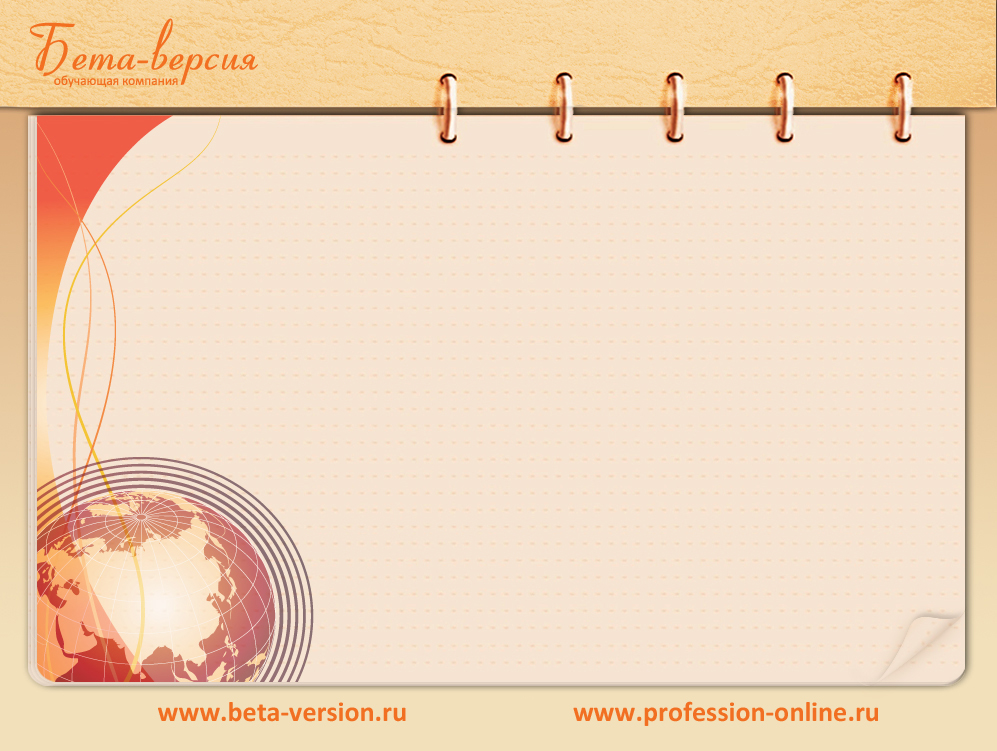 Бета-версия
обучающая компания
www.beta-version.ru
www.profession-online.ru